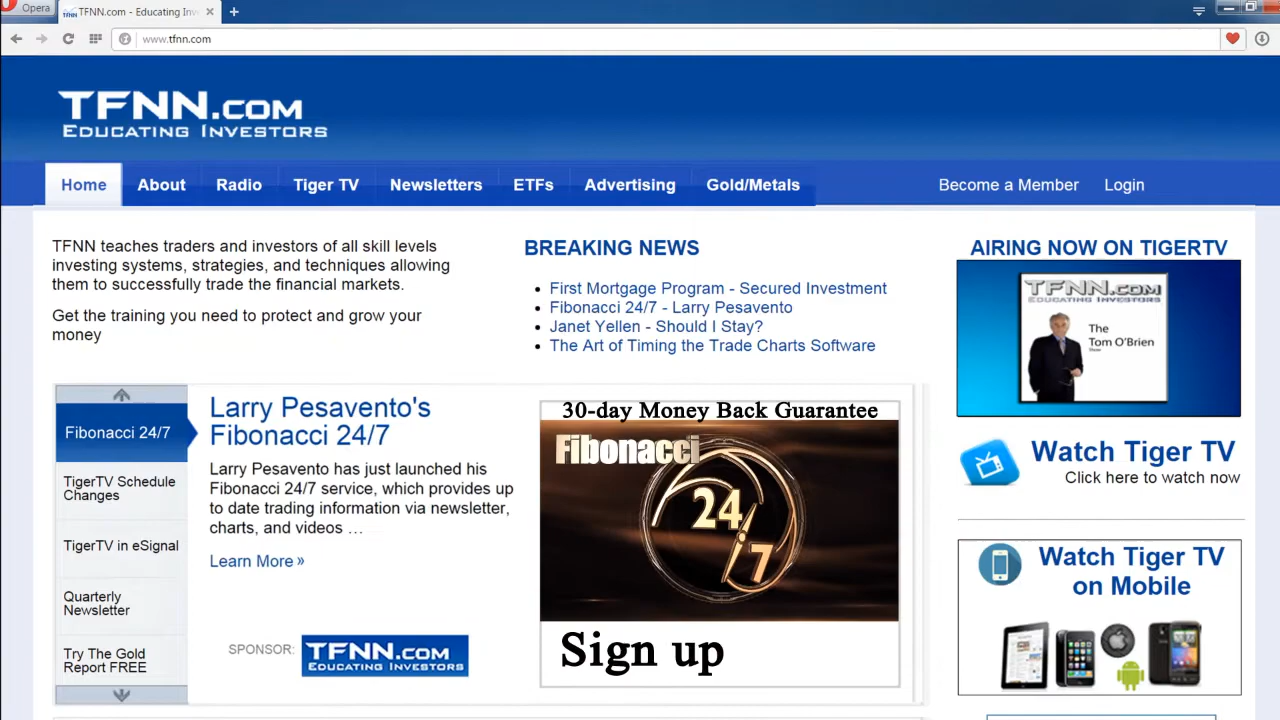 Opera
TFNN.com - Educating Inv
www.tfnn.com
TFNN.COM
EDUCATING INVESTORS
Home
About
Radio
Tiger TV
Newsletters
ETFs
Advertising
Gold/Metals
Become a Member
Login
TFNN teaches traders and investors of all skill levels
investing systems, strategies, and techniques allowing
them to successfully trade the financial markets.
Get the training you need to protect and grow your
money
BREAKING NEWS
First Mortgage Program - Secured Investment
Fibonacci 24/7 - Larry Pesavento
Janet Yellen - Should I Stay?
The Art of Timing the Trade Charts Software
AIRING NOW ON TIGERTV
TFNN.COM
EDUCATING INVESTORS
The
Tom O'Brien
Show
Watch Tiger TV
Click here to watch now
Watch Tiger TV
on Mobile
Fibonacci 24/7
TigerTV Schedule
Changes
TigerTV in eSignal
Quarterly
Newsletter
Try The Gold
Report FREE
Larry Pesavento's
Fibonacci 24/7
Larry Pesavento has just launched his
Fibonacci 24/7 service, which provides up
to date trading information via newsletter,
charts, and videos …
Learn More »
SPONSOR:
TFNN.COM
EDUCATING INVESTORS
30-day Money Back Guarantee
Fibonacci
24
7
Sign up